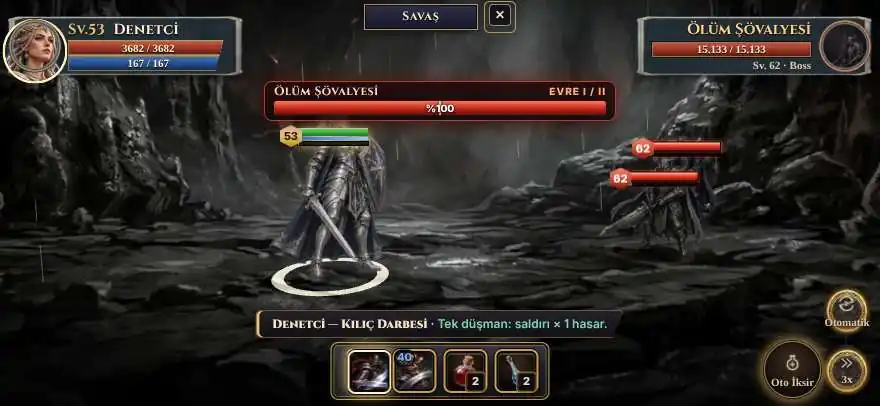 SAVAŞ
✕
Sv.53 DENETCİ
3682 / 3682
167 / 167
ÖLÜM ŞÖVALYESİ
15,133 / 15,133
Sv. 62 · Boss
ÖLÜM ŞÖVALYESİ EVRE I / II
%100
53
62
62
DENETCİ — KILIÇ DARBESİ · Tek düşman: saldırı × 1 hasar.
40
2
2
Otomatik
Oto İksir
3x